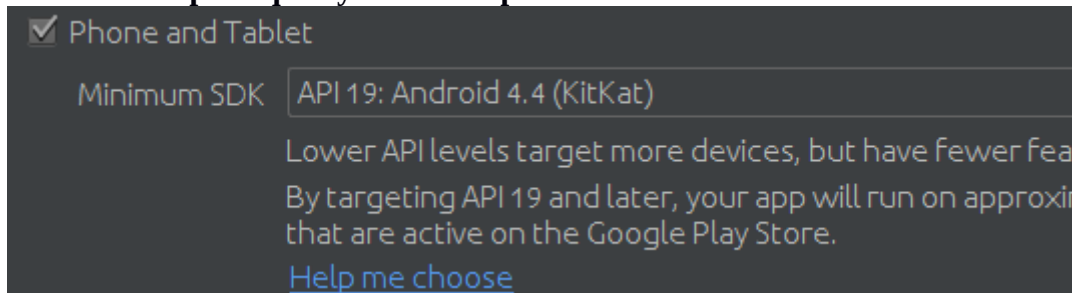 Phone and Tablet
Minimum SDK API 19: Android 4.4 (KitKat)
Lower API levels target more devices, but have fewer fea
By targeting API 19 and later, your app will run on approxi
that are active on the Google Play Store.
Help me choose